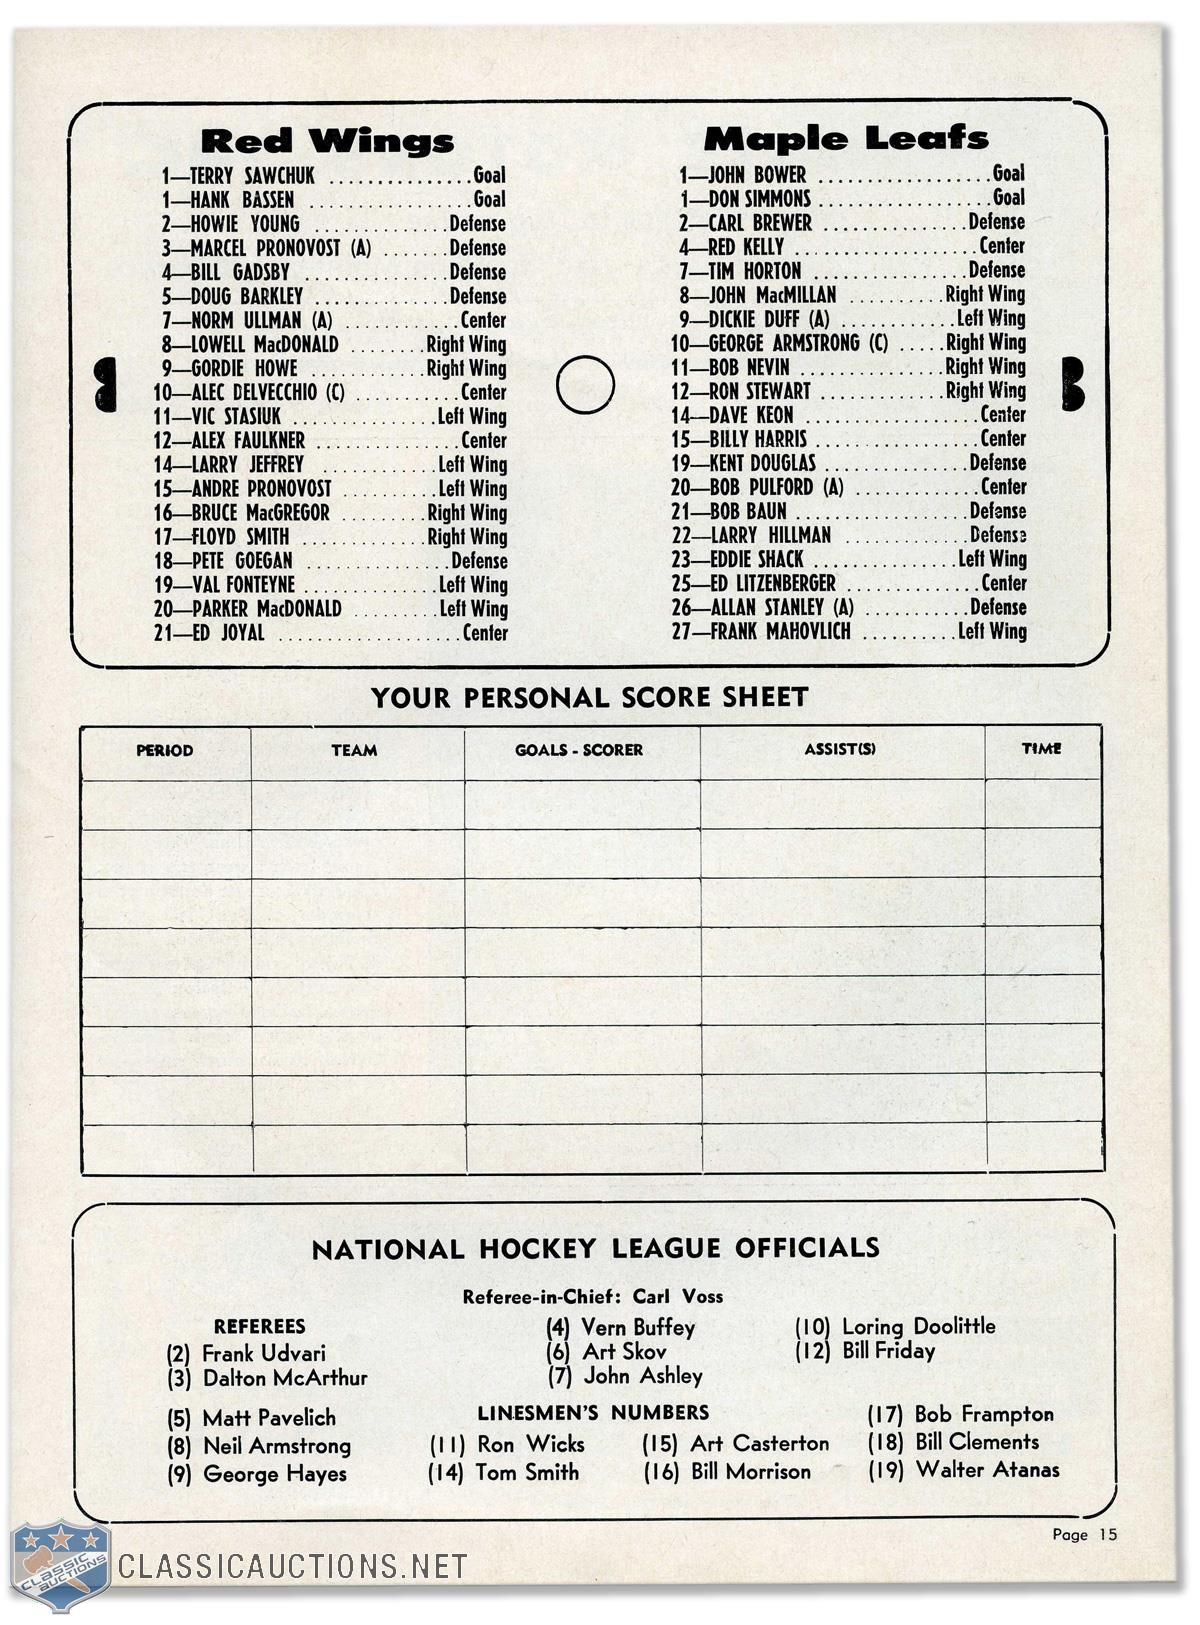 Red Wings
1—TERRY SAWCHUK ................Goal
1—HANK BASSEN ................Goal
2—HOWIE YOUNG ................Defense
3—MARCEL PRONOVOST (A) .......Defense
4—BILL GADSBY ................Defense
5—DOUG BARKLEY ................Defense
7—NORM ULLMAN (A) .............Center
8—LOWELL MacDONALD ........Right Wing
9—GORDIE HOWE .............Right Wing
10—ALEC DELVECCHIO (C) ............Center
11—VIC STASIUK ................Left Wing
12—ALEX FAULKNER ................Center
14—LARRY JEFFREY .............Left Wing
15—ANDRE PRONOVOST ..........Left Wing
16—BRUCE MacGREGOR .........Right Wing
17—FLOYD SMITH .............Right Wing
18—PETE GOEGAN ................Defense
19—VAL FONTEYNE ................Left Wing
20—PARKER MacDONALD .........Left Wing
21—ED JOYAL ....................Center
Maple Leafs
1—JOHN BOWER ..................Goal
1—DON SIMMONS ..................Goal
2—CARL BREWER ................Defense
4—RED KELLY ....................Center
7—TIM HORTON ................Defense
8—JOHN MacMILLAN ..........Right Wing
9—DICKIE DUFF (A) ............Left Wing
10—GEORGE ARMSTRONG (C) .....Right Wing
11—BOB NEVIN ................Right Wing
12—RON STEWART .............Right Wing
14—DAVE KEON ....................Center
15—BILLY HARRIS ..................Center
19—KENT DOUGLAS ................Defense
20—BOB PULFORD (A) .............Center
21—BOB BAUN ..................Defense
22—LARRY HILLMAN .............Defense
23—EDDIE SHACK ................Left Wing
25—ED LITZENBERGER ..............Center
26—ALLAN STANLEY (A) ...........Defense
27—FRANK MAHOVLICH ..........Left Wing
YOUR PERSONAL SCORE SHEET
PERIOD TEAM GOALS - SCORER ASSIST(S) TIME
NATIONAL HOCKEY LEAGUE OFFICIALS
Referee-in-Chief: Carl Voss
REFEREES
(2) Frank Udvari
(3) Dalton McArthur
(4) Vern Buffey
(6) Art Skov
(7) John Ashley
(10) Loring Doolittle
(12) Bill Friday
LINESMEN'S NUMBERS
(5) Matt Pavelich
(8) Neil Armstrong
(9) George Hayes
(11) Ron Wicks
(14) Tom Smith
(15) Art Casterton
(16) Bill Morrison
(17) Bob Frampton
(18) Bill Clements
(19) Walter Atanas
Page 15
CLASSIC AUCTIONS
CLASSICAUCTIONS.NET